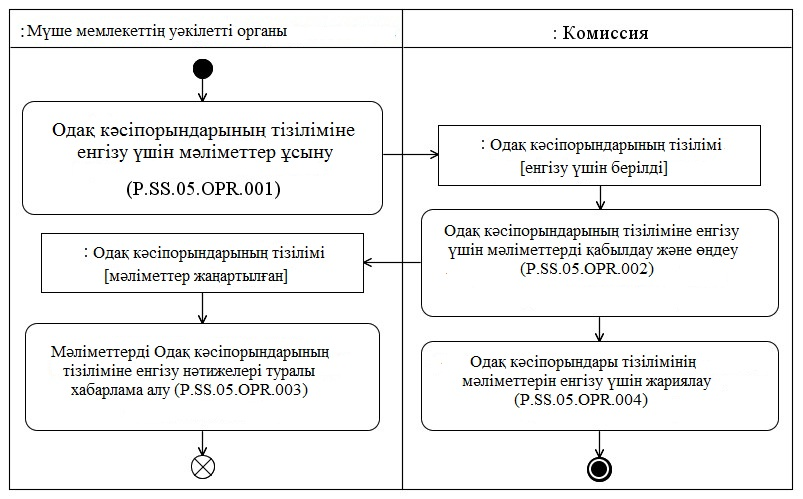 :Мүше мемлекеттің уәкілетті органы
: Комиссия
Одақ кәсіпорындарының тізіліміне
енгізу үшін мәліметтер ұсыну
(P.SS.05.OPR.001)
: Одақ кәсіпорындарының тізілімі
[енгізу үшін берілді]
Одақ кәсіпорындарының тізіліміне енгізу
үшін мәліметтерді қабылдау және өңдеу
(P.SS.05.OPR.002)
: Одақ кәсіпорындарының тізілімі
[мәліметтер жаңартылған]
Мәліметтерді Одақ кәсіпорындарының
тізіліміне енгізу нәтижелері туралы
хабарлама алу (P.SS.05.OPR.003)
Одақ кәсіпорындары тізілімінің
мәліметтерін енгізу үшін жариялау
(P.SS.05.OPR.004)